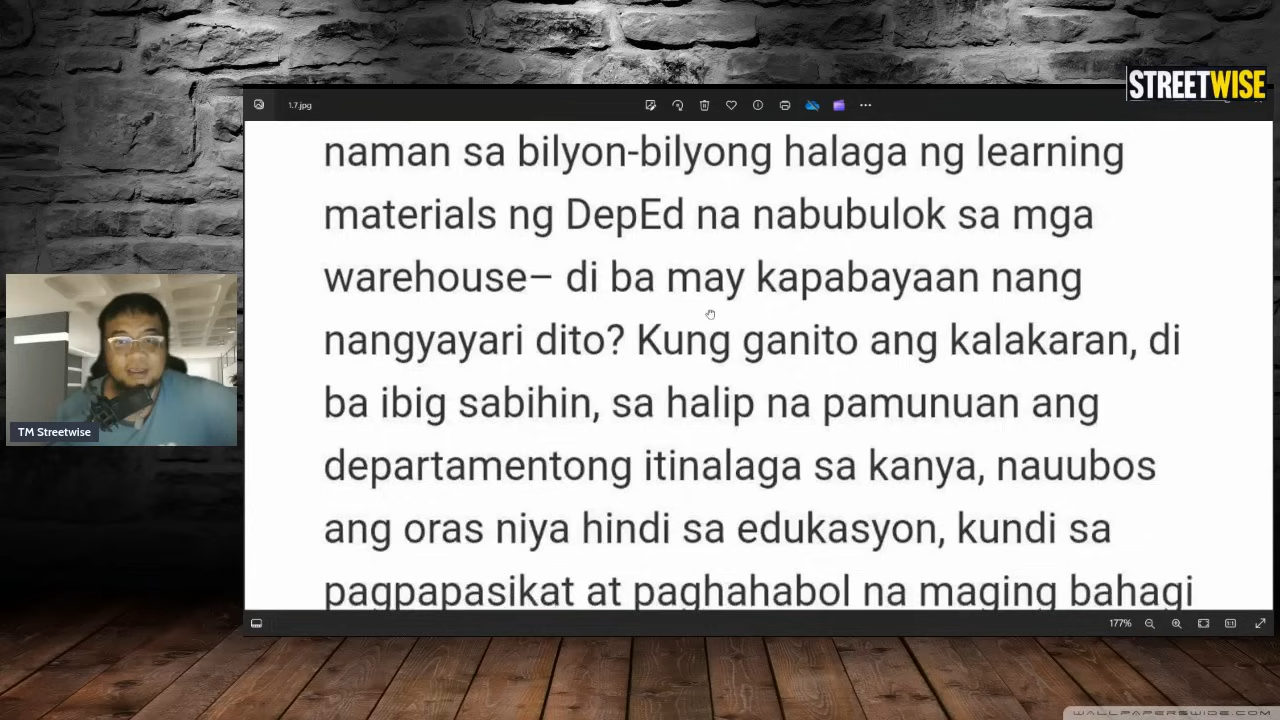 STREETWISE
1.7.jpg
naman sa bilyon-bilyong halaga ng learning
materials ng DepEd na nabubulok sa mga
warehouse– di ba may kapabayaan nang
nangyayari dito? Kung ganito ang kalakaran, di
ba ibig sabihin, sa halip na pamunuan ang
departamentong itinalaga sa kanya, nauubos
ang oras niya hindi sa edukasyon, kundi sa
pagpapasikat at paghahabol na maging bahagi
TM Streetwise
177%
WALLPAPERSWIDE.COM